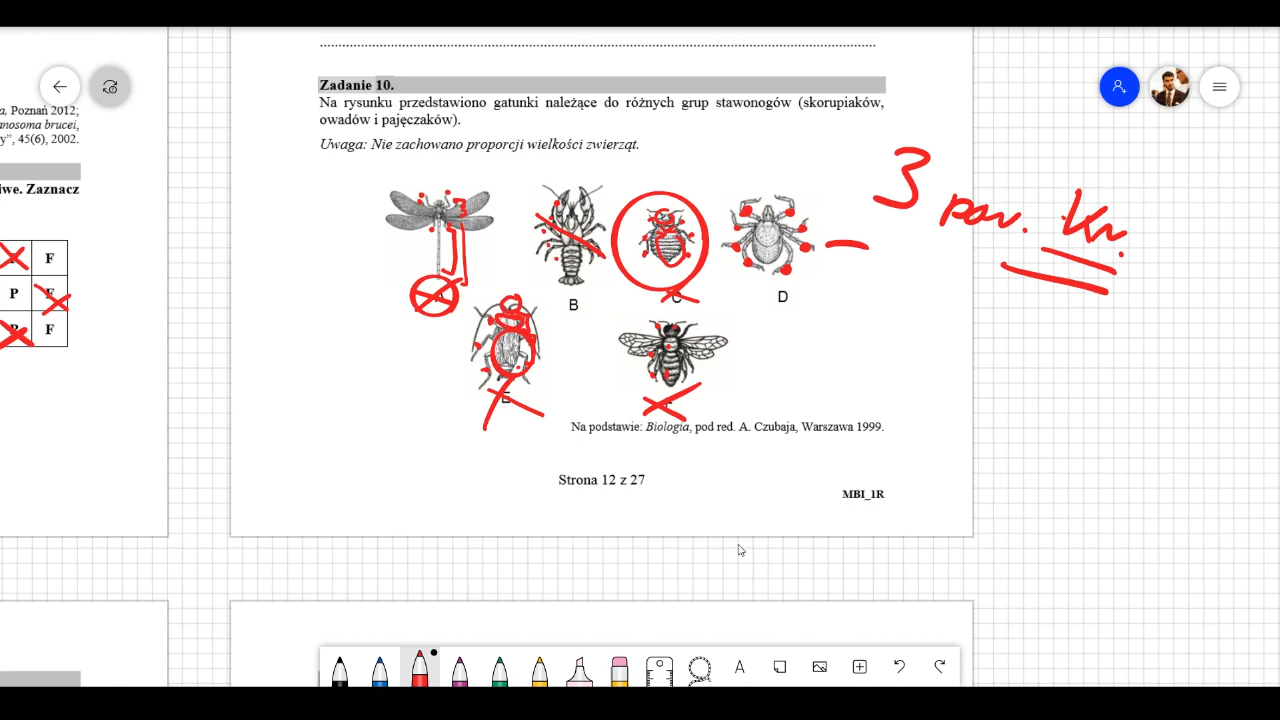 a, Poznań 2012;
anosoma brucei,
y”, 45(6), 2002.
iwe. Zaznacz
F
P F
P F
Zadanie 10.
Na rysunku przedstawiono gatunki należące do różnych grup stawonogów (skorupiaków,
owadów i pajęczaków).
Uwaga: Nie zachowano proporcji wielkości zwierząt.
3 par. Kr.
3
A B C D
E F
Na podstawie: Biologia, pod red. A. Czubaja, Warszawa 1999.
Strona 12 z 27
MBI_1R
A